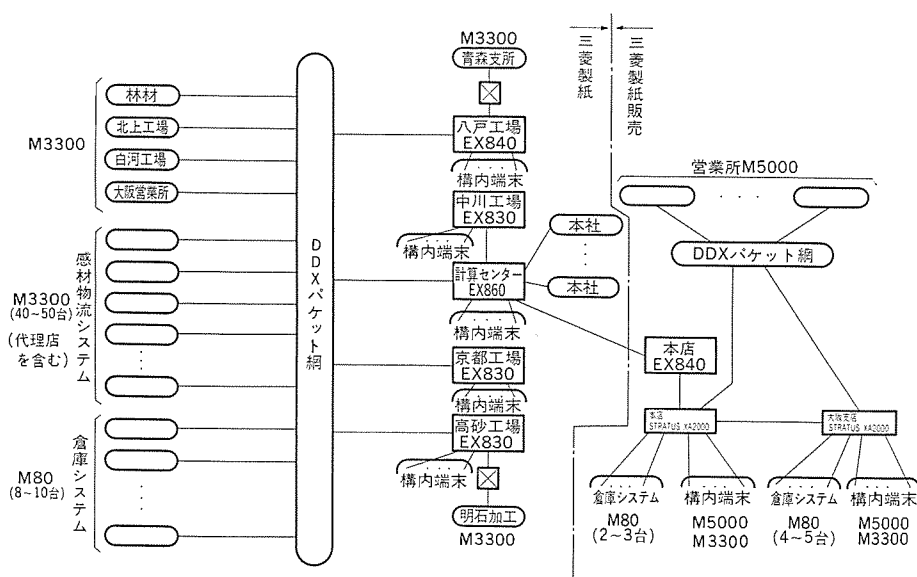 M3300
林材
北上工場
白河工場
大阪営業所
M3300
(40~50台)
(代理店
を含む)
感材物流システム
M80
(8~10台)
倉庫システム
DDXパケット網
M3300
青森支所
八戸工場
EX840
構内端末
中川工場
EX830
構内端末
計算センター
EX860
構内端末
京都工場
EX830
構内端末
高砂工場
EX830
構内端末
明石加工
M3300
本社
本社
三菱製紙
三菱製紙販売
営業所M5000
DDXパケット網
本店
EX840
本店
STRATUS XA2000
大阪支店
STRATUS XA2000
倉庫システム
M80
(2~3台)
構内端末
M5000
M3300
倉庫システム
M80
(4~5台)
構内端末
M5000
M3300